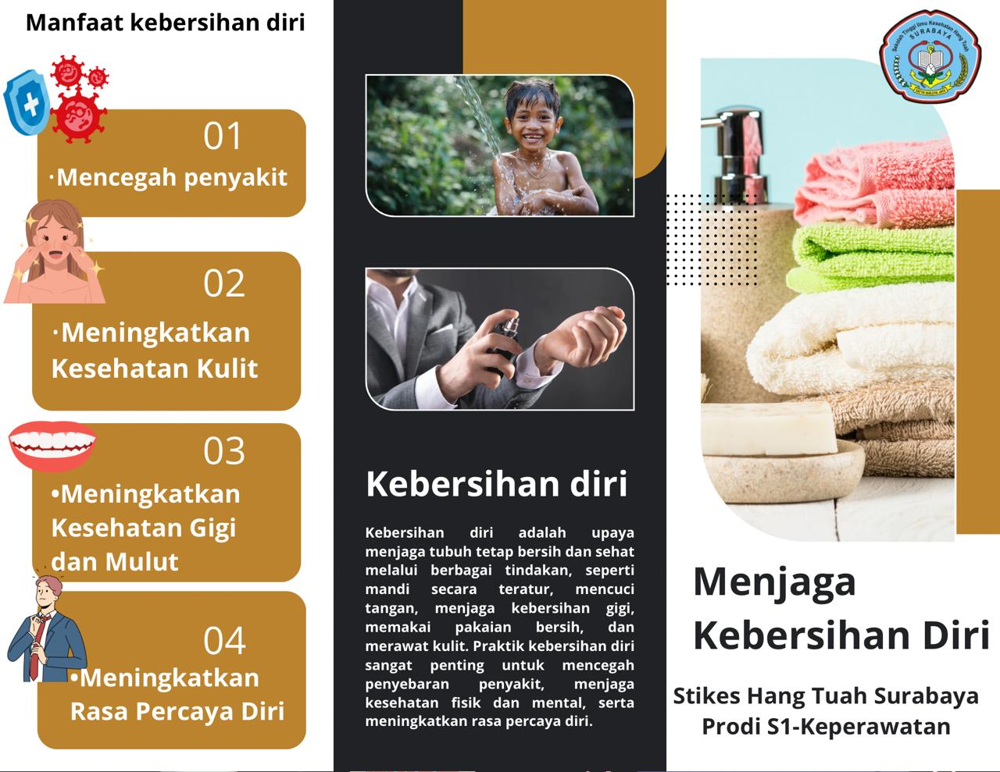 Manfaat kebersihan diri
01
·Mencegah penyakit
02
·Meningkatkan
Kesehatan Kulit
03
•Meningkatkan
Kesehatan Gigi
dan Mulut
04
•Meningkatkan
Rasa Percaya Diri
Kebersihan diri
Kebersihan diri adalah upaya
menjaga tubuh tetap bersih dan sehat
melalui berbagai tindakan, seperti
mandi secara teratur, mencuci
tangan, menjaga kebersihan gigi,
memakai pakaian bersih, dan
merawat kulit. Praktik kebersihan diri
sangat penting untuk mencegah
penyebaran penyakit, menjaga
kesehatan fisik dan mental, serta
meningkatkan rasa percaya diri.
Sekolah Tinggi Ilmu Kesehatan Hang Tuah
SURABAYA
Menjaga
Kebersihan Diri
Stikes Hang Tuah Surabaya
Prodi S1-Keperawatan